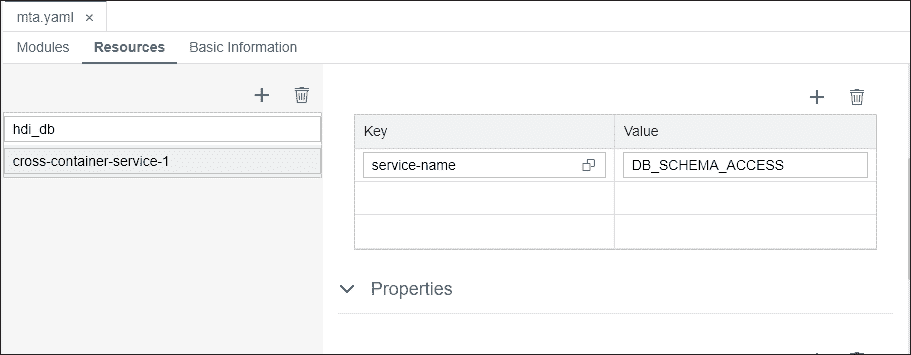 mta.yaml ×
Modules Resources Basic Information
hdi_db
cross-container-service-1
Key Value
service-name DB_SCHEMA_ACCESS
Properties